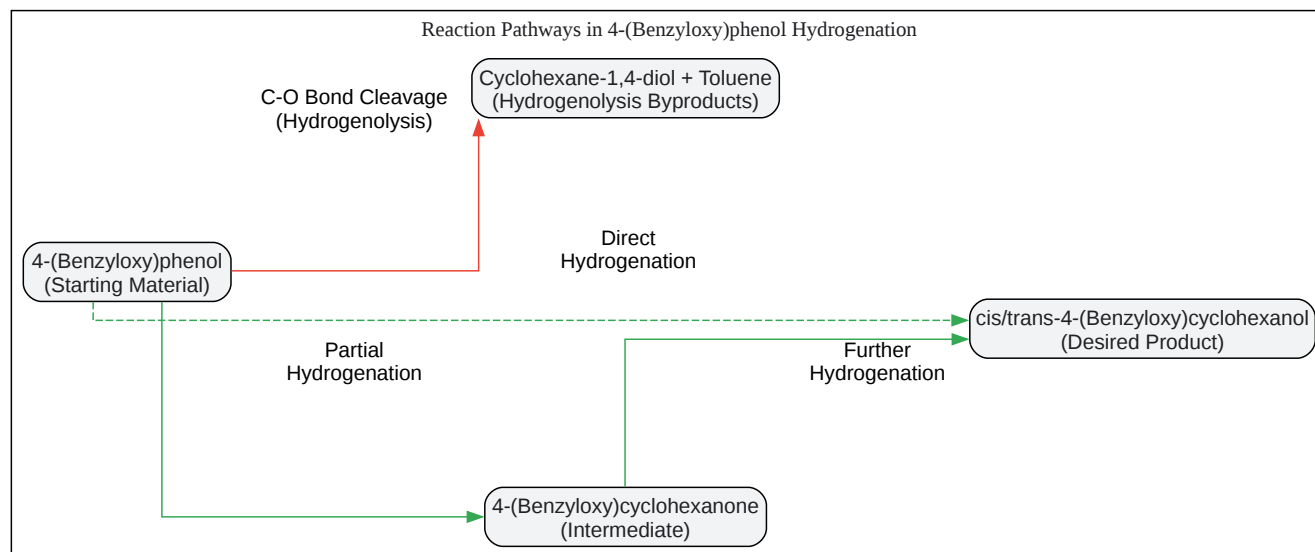 Reaction Pathways in 4-(Benzyloxy)phenol Hydrogenation
Cyclohexane-1,4-diol + Toluene
(Hydrogenolysis Byproducts)
C-O Bond Cleavage
(Hydrogenolysis)
4-(Benzyloxy)phenol
(Starting Material)
Direct
Hydrogenation
cis/trans-4-(Benzyloxy)cyclohexanol
(Desired Product)
Partial
Hydrogenation
Further
Hydrogenation
4-(Benzyloxy)cyclohexanone
(Intermediate)